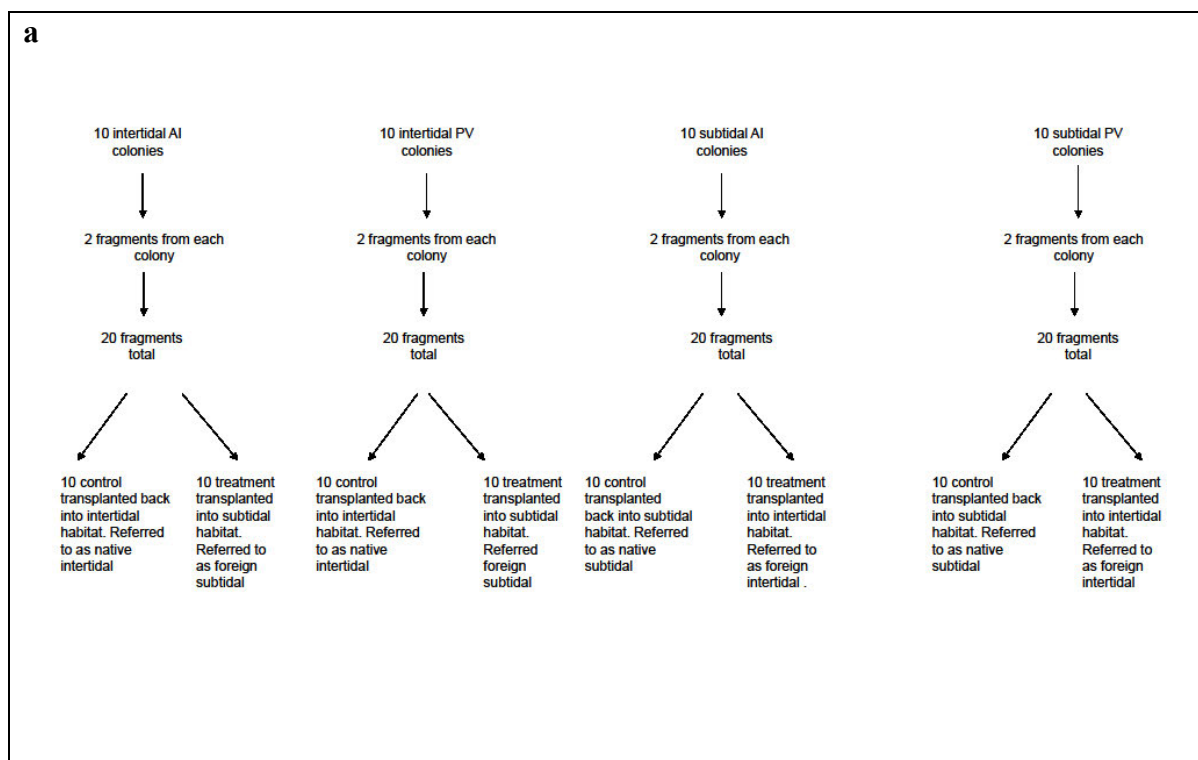 a
10 intertidal AI
colonies
10 intertidal PV
colonies
10 subtidal AI
colonies
10 subtidal PV
colonies
2 fragments from each
colony
2 fragments from each
colony
2 fragments from each
colony
2 fragments from each
colony
20 fragments
total
20 fragments
total
20 fragments
total
20 fragments
total
10 control
transplanted back
into intertidal
habitat. Referred
to as native
intertidal
10 treatment
transplanted
into subtidal
habitat.
Referred to
as foreign
subtidal
10 control
transplanted back
into intertidal
habitat. Referred
to as native
intertidal
10 treatment
transplanted
into subtidal
habitat.
Referred
foreign
subtidal
10 control
transplanted
back into subtidal
habitat. Referred
to as native
subtidal
10 treatment
transplanted
into intertidal
habitat.
Referred to
as foreign
intertidal .
10 control
transplanted back
into subtidal
habitat. Referred
to as native
subtidal
10 treatment
transplanted
into intertidal
habitat.
Referred to
as foreign
intertidal